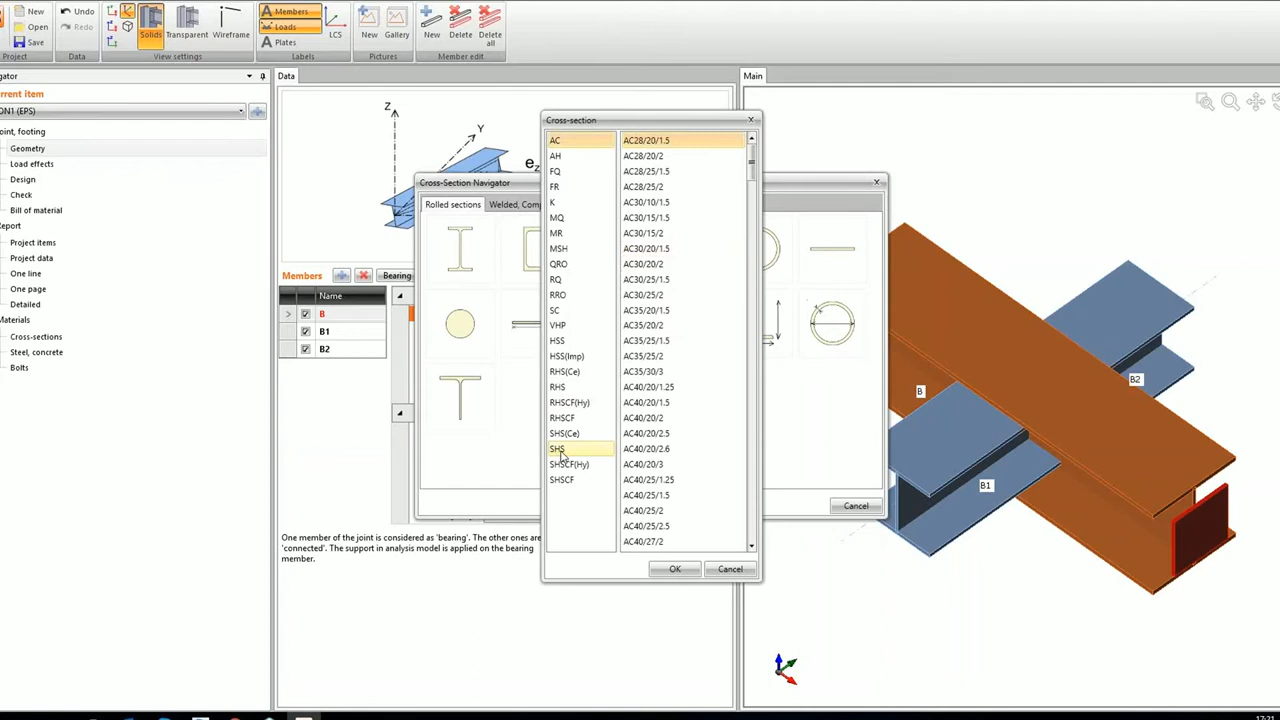 New
Open
Save
Project
Undo
Redo
Data
Solids
Transparent
Wireframe
View settings
Members
Loads
Plates
LCS
Labels
New
Gallery
Pictures
New
Delete
Delete all
Member edit
Data
Main
(EPS)
Geometry
Load effects
Design
Check
Bill of material
Project items
Project data
One line
One page
Detailed
Cross-sections
Steel, concrete
Bolts
Z
Y
Members
Bearing
Name
B
B1
B2
One member of the joint is considered as 'bearing'. The other ones are
'connected'. The support in analysis model is applied on the bearing
member.
Cross-Section Navigator
Rolled sections
Cancel
Cross-section
AC
AH
FQ
FR
K
MQ
MR
MSH
QRO
RQ
RRO
SC
VHP
HSS
HSS(Imp)
RHS(Ce)
RHS
RHSCF(Hy)
RHSCF
SHS(Ce)
SHS
SHSCF(Hy)
SHSCF
AC28/20/1.5
AC28/20/2
AC28/25/1.5
AC28/25/2
AC30/10/1.5
AC30/15/1.5
AC30/15/2
AC30/20/1.5
AC30/20/2
AC30/25/1.5
AC30/25/2
AC35/20/1.5
AC35/20/2
AC35/25/1.5
AC35/25/2
AC35/30/3
AC40/20/1.25
AC40/20/1.5
AC40/20/2
AC40/20/2.5
AC40/20/2.6
AC40/20/3
AC40/25/1.25
AC40/25/1.5
AC40/25/2
AC40/25/2.5
AC40/27/2
OK
Cancel
B
B1
B2